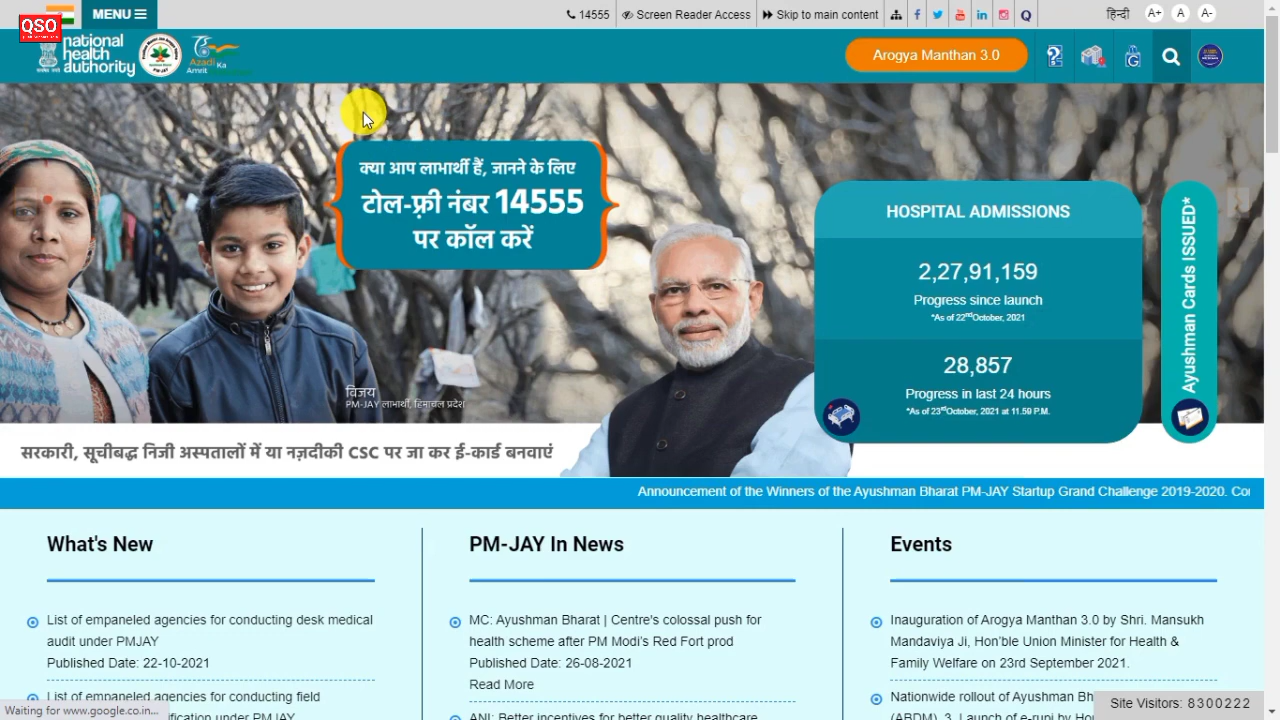 QSO
MENU
14555
Screen Reader Access
Skip to main content
हिन्दी
A+
A
A-
national
health
authority
Azadi Ka
Amrit
Arogya Manthan 3.0
क्या आप लाभार्थी हैं, जानने के लिए
टोल-फ़्री नंबर 14555
पर कॉल करें
विजय
PM-JAY लाभार्थी, हिमाचल प्रदेश
HOSPITAL ADMISSIONS
2,27,91,159
Progress since launch
*As of 22nd October, 2021
28,857
Progress in last 24 hours
*As of 23rd October, 2021 at 11.59 P.M.
Ayushman Cards ISSUED*
सरकारी, सूचीबद्ध निजी अस्पतालों में या नज़दीकी CSC पर जा कर ई-कार्ड बनवाएं
Announcement of the Winners of the Ayushman Bharat PM-JAY Startup Grand Challenge 2019-2020. Co
What's New
List of empaneled agencies for conducting desk medical
audit under PMJAY
Published Date: 22-10-2021
List of empaneled agencies for conducting field
ification under PMJAY
PM-JAY In News
MC: Ayushman Bharat | Centre's colossal push for
health scheme after PM Modi's Red Fort prod
Published Date: 26-08-2021
Read More
ANI: Better incentives for better quality healthcare
Events
Inauguration of Arogya Manthan 3.0 by Shri. Mansukh
Mandaviya Ji, Hon'ble Union Minister for Health &
Family Welfare on 23rd September 2021.
Nationwide rollout of Ayushman Bh
(ABDM), 3. Launch of e-rupi by Ho
Waiting for www.google.co.in...
Site Visitors: 8300222